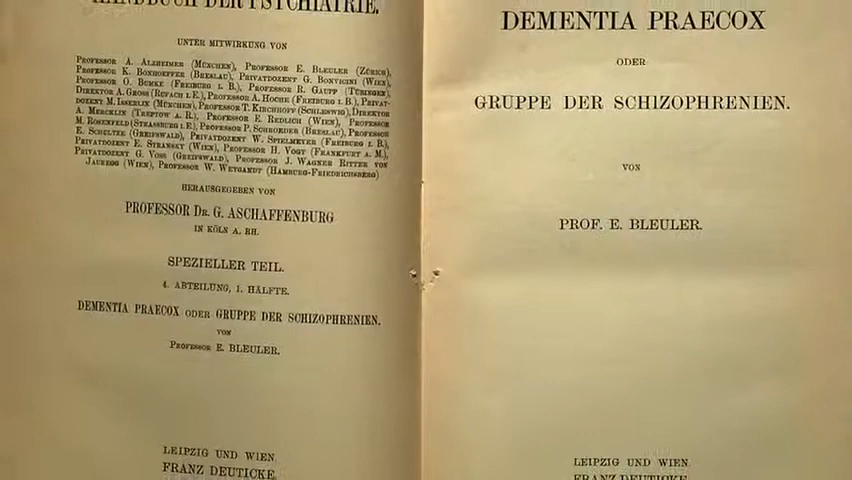 HANDBUCH DER PSYCHIATRIE.
UNTER MITWIRKUNG VON
PROFESSOR A. ALZHEIMER (MÜNCHEN), PROFESSOR E. BLEULER (ZÜRICH),
PROFESSOR K. BONHOEFFER (BRESLAU), PRIVATDOZENT G. BONVICINI (WIEN),
PROFESSOR O. BUMKE (FREIBURG I. B.), PROFESSOR R. GAUPP (TÜBINGEN),
DIREKTOR A. GROSS (RUFACH I. E.), PROFESSOR A. HOCHE (FREIBURG I. B.), PRIVAT-
DOZENT M. ISSERLIN (MÜNCHEN), PROFESSOR T. KIRCHHOFF (SCHLESWIG), DIREKTOR
A. MERCKLIN (TREPTOW A. R.), PROFESSOR E. REDLICH (WIEN), PROFESSOR
M. ROSENFELD (STRASSBURG I. E.), PROFESSOR P. SCHROEDER (BRESLAU), PROFESSOR
E. SCHULTZE (GREIFSWALD), PRIVATDOZENT W. SPIELMEYER (FREIBURG I. B.),
PRIVATDOZENT E. STRANSKY (WIEN), PROFESSOR H. VOGT (FRANKFURT A. M.),
PRIVATDOZENT G. VOSS (GREIFSWALD), PROFESSOR J. WAGNER RITTER VON
JAUREGG (WIEN), PROFESSOR W. WEYGANDT (HAMBURG-FRIEDRICHSBERG)
HERAUSGEGEBEN VON
PROFESSOR DR. G. ASCHAFFENBURG
IN KÖLN A. RH.
SPEZIELLER TEIL.
4. ABTEILUNG, 1. HÄLFTE.
DEMENTIA PRAECOX ODER GRUPPE DER SCHIZOPHRENIEN.
VON
PROFESSOR E. BLEULER.
LEIPZIG UND WIEN
FRANZ DEUTICKE.
DEMENTIA PRAECOX
ODER
GRUPPE DER SCHIZOPHRENIEN.
VON
PROF. E. BLEULER.
LEIPZIG UND WIEN
FRANZ DEUTICKE.